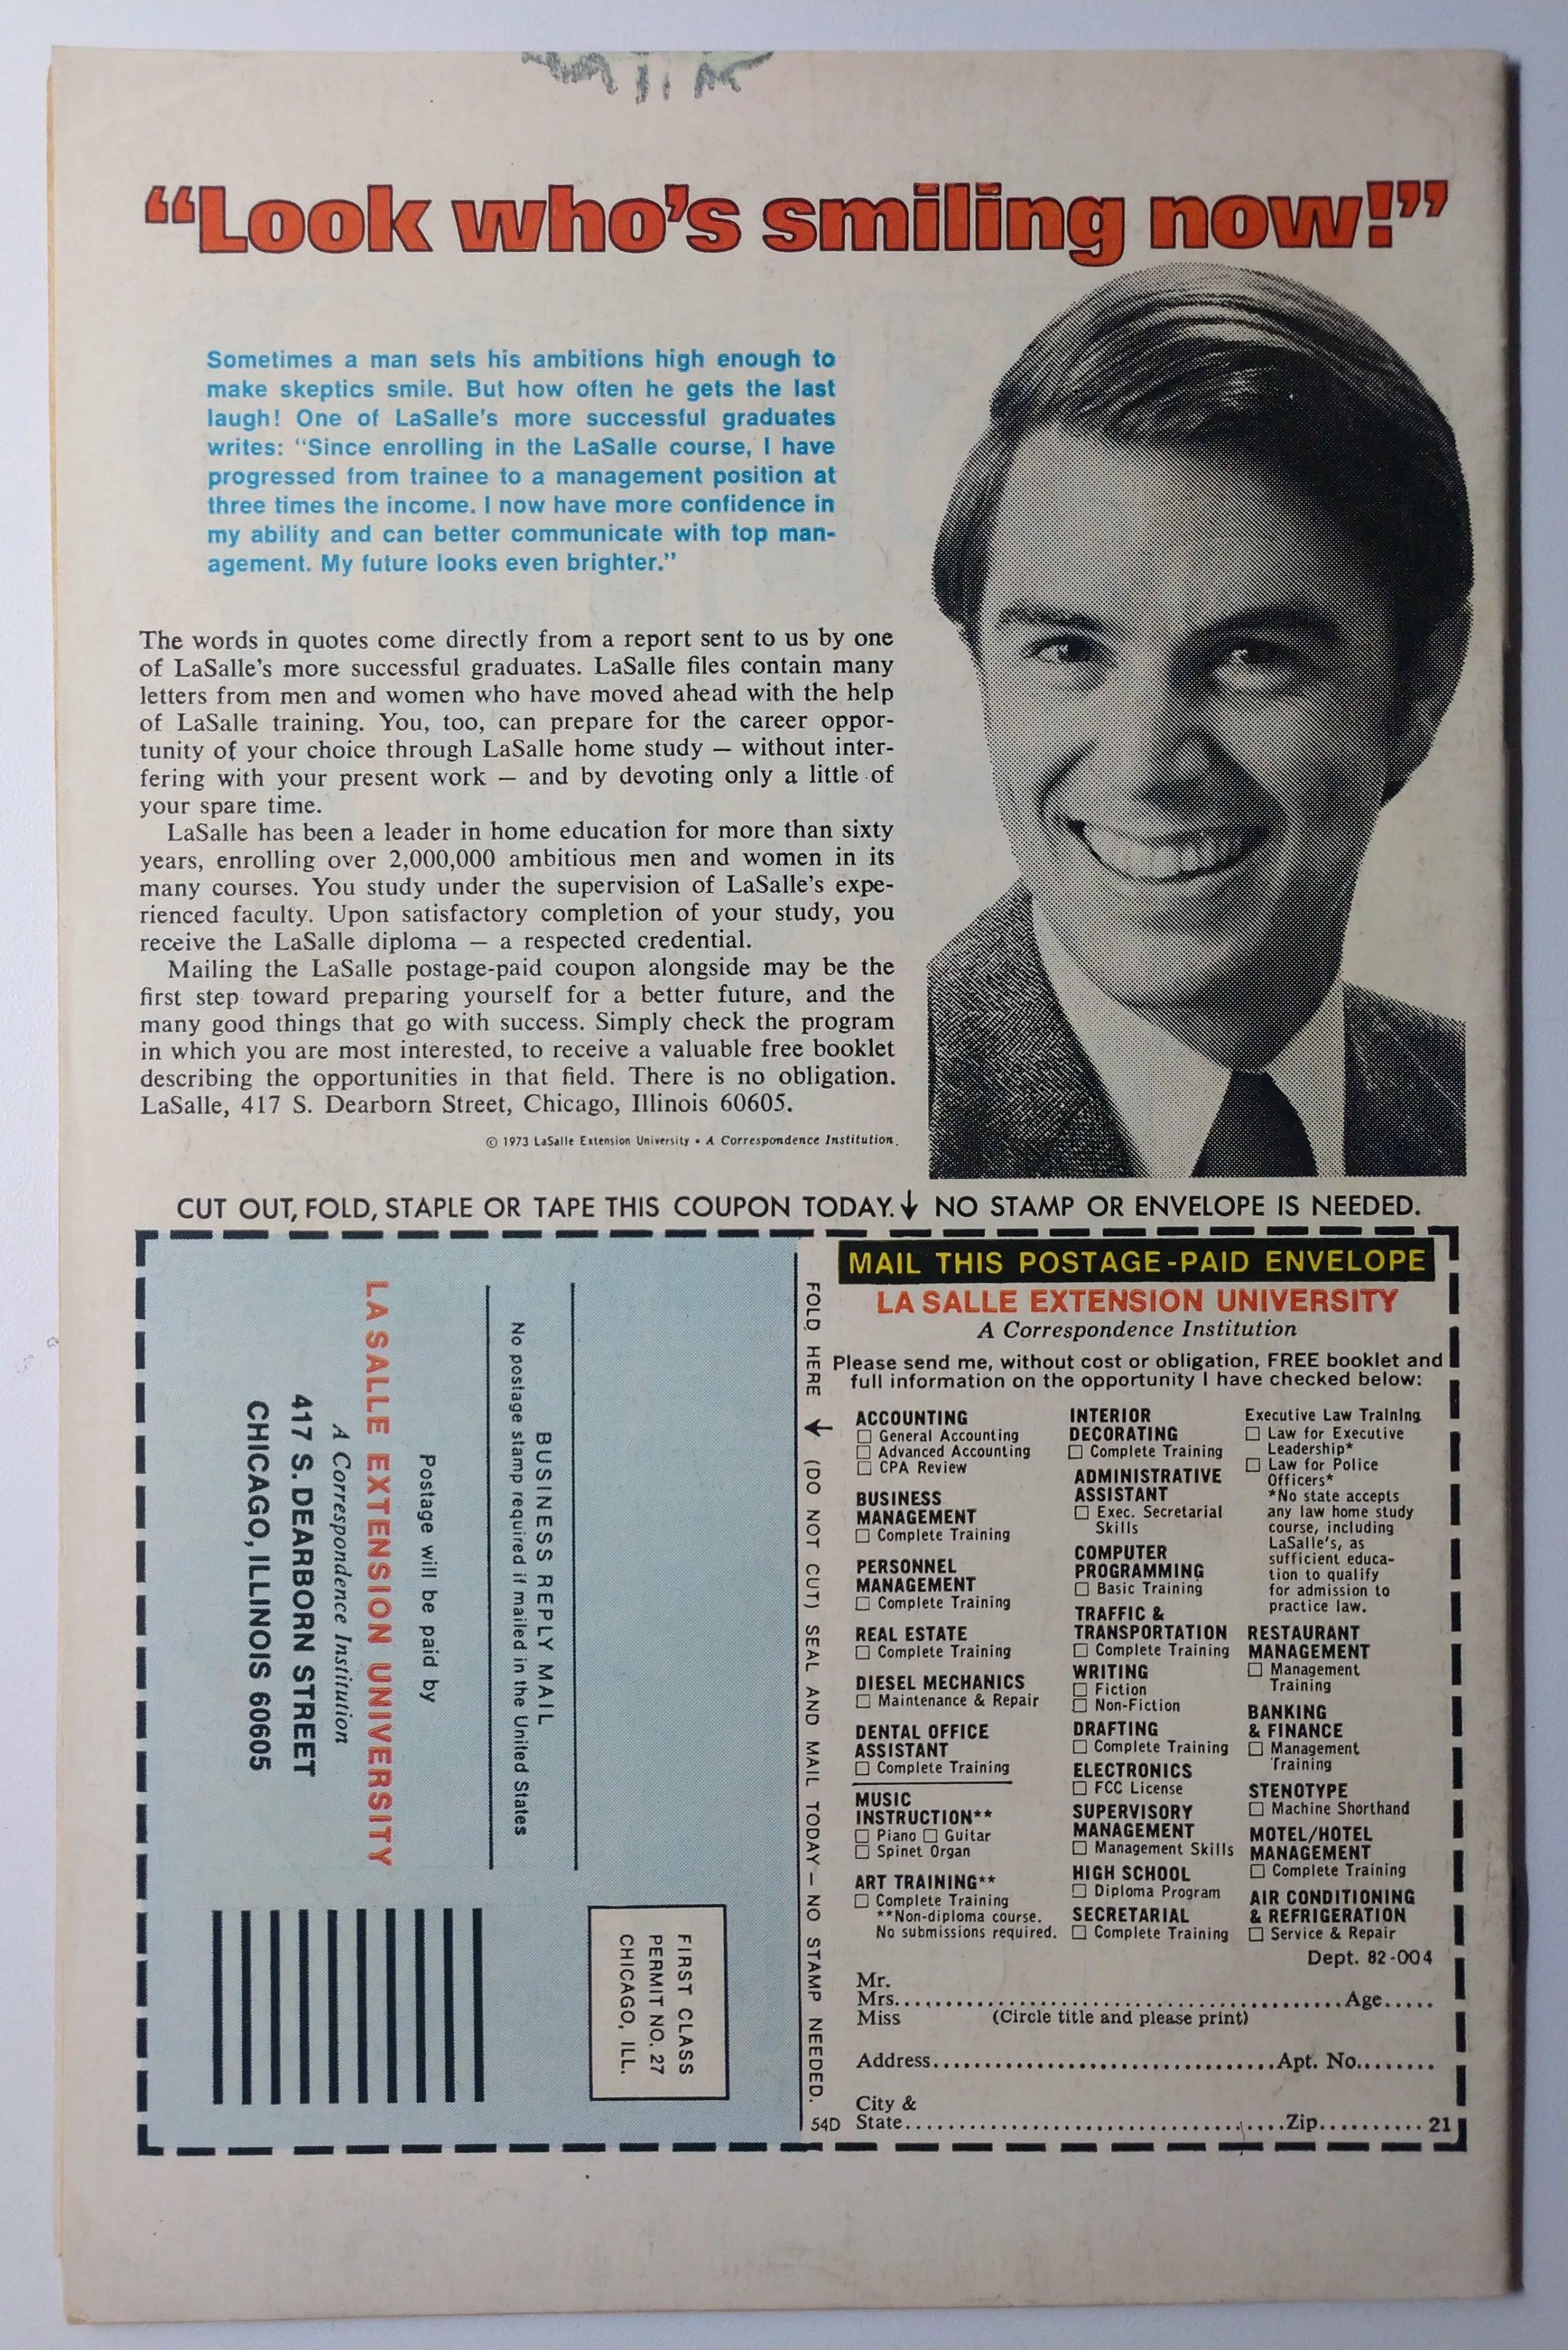 “Look who’s smiling now!”
Sometimes a man sets his ambitions high enough to
make skeptics smile. But how often he gets the last
laugh! One of LaSalle’s more successful graduates
writes: “Since enrolling in the LaSalle course, I have
progressed from trainee to a management position at
three times the income. I now have more confidence in
my ability and can better communicate with top man-
agement. My future looks even brighter.”
The words in quotes come directly from a report sent to us by one
of LaSalle’s more successful graduates. LaSalle files contain many
letters from men and women who have moved ahead with the help
of LaSalle training. You, too, can prepare for the career oppor-
tunity of your choice through LaSalle home study — without inter-
fering with your present work — and by devoting only a little of
your spare time.
LaSalle has been a leader in home education for more than sixty
years, enrolling over 2,000,000 ambitious men and women in its
many courses. You study under the supervision of LaSalle’s expe-
rienced faculty. Upon satisfactory completion of your study, you
receive the LaSalle diploma — a respected credential.
Mailing the LaSalle postage-paid coupon alongside may be the
first step toward preparing yourself for a better future, and the
many good things that go with success. Simply check the program
in which you are most interested, to receive a valuable free booklet
describing the opportunities in that field. There is no obligation.
LaSalle, 417 S. Dearborn Street, Chicago, Illinois 60605.
© 1973 LaSalle Extension University • A Correspondence Institution.
CUT OUT, FOLD, STAPLE OR TAPE THIS COUPON TODAY. ↓ NO STAMP OR ENVELOPE IS NEEDED.
FIRST CLASS
PERMIT NO. 27
CHICAGO, ILL.
BUSINESS REPLY MAIL
No postage stamp required if mailed in the United States
Postage will be paid by
LA SALLE EXTENSION UNIVERSITY
A Correspondence Institution
417 S. DEARBORN STREET
CHICAGO, ILLINOIS 60605
FOLD HERE ← (DO NOT CUT) SEAL AND MAIL TODAY — NO STAMP NEEDED.
MAIL THIS POSTAGE-PAID ENVELOPE
LA SALLE EXTENSION UNIVERSITY
A Correspondence Institution
Please send me, without cost or obligation, FREE booklet and
full information on the opportunity I have checked below:
ACCOUNTING
☐ General Accounting
☐ Advanced Accounting
☐ CPA Review
BUSINESS
MANAGEMENT
☐ Complete Training
PERSONNEL
MANAGEMENT
☐ Complete Training
REAL ESTATE
☐ Complete Training
DIESEL MECHANICS
☐ Maintenance & Repair
DENTAL OFFICE
ASSISTANT
☐ Complete Training
MUSIC
INSTRUCTION**
☐ Piano ☐ Guitar
☐ Spinet Organ
ART TRAINING**
☐ Complete Training
**Non-diploma course.
No submissions required.
INTERIOR
DECORATING
☐ Complete Training
ADMINISTRATIVE
ASSISTANT
☐ Exec. Secretarial
Skills
COMPUTER
PROGRAMMING
☐ Basic Training
TRAFFIC &
TRANSPORTATION
☐ Complete Training
WRITING
☐ Fiction
☐ Non-Fiction
DRAFTING
☐ Complete Training
ELECTRONICS
☐ FCC License
SUPERVISORY
MANAGEMENT
☐ Management Skills
HIGH SCHOOL
☐ Diploma Program
SECRETARIAL
☐ Complete Training
Executive Law Training
☐ Law for Executive
Leadership*
☐ Law for Police
Officers*
*No state accepts
any law home study
course, including
LaSalle’s, as
sufficient educa-
tion to qualify
for admission to
practice law.
RESTAURANT
MANAGEMENT
☐ Management
Training
BANKING
& FINANCE
☐ Management
Training
STENOTYPE
☐ Machine Shorthand
MOTEL/HOTEL
MANAGEMENT
☐ Complete Training
AIR CONDITIONING
& REFRIGERATION
☐ Service & Repair
Dept. 82-004
Mr.
Mrs..........................................Age.....
Miss (Circle title and please print)
Address.................................Apt. No........
City &
State.....................................Zip.......... 21
54D